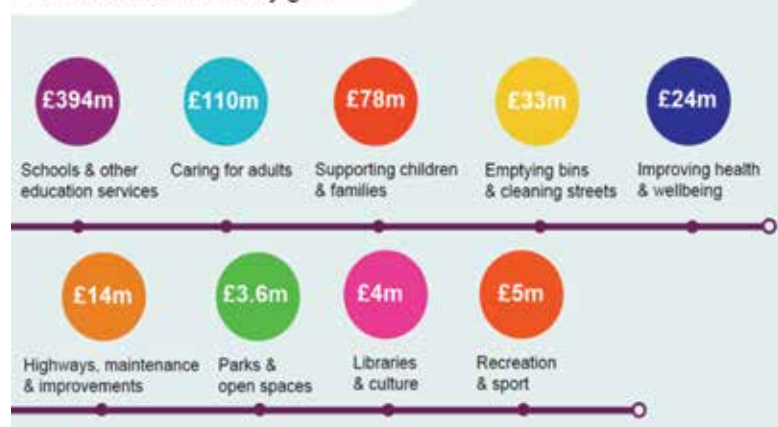 £394m
£110m
£78m
£33m
£24m
Schools & other
education services
Caring for adults
Supporting children
& families
Emptying bins
& cleaning streets
Improving health
& wellbeing
£14m
£3.6m
£4m
£5m
Highways, maintenance
& improvements
Parks &
open spaces
Libraries
& culture
Recreation
& sport